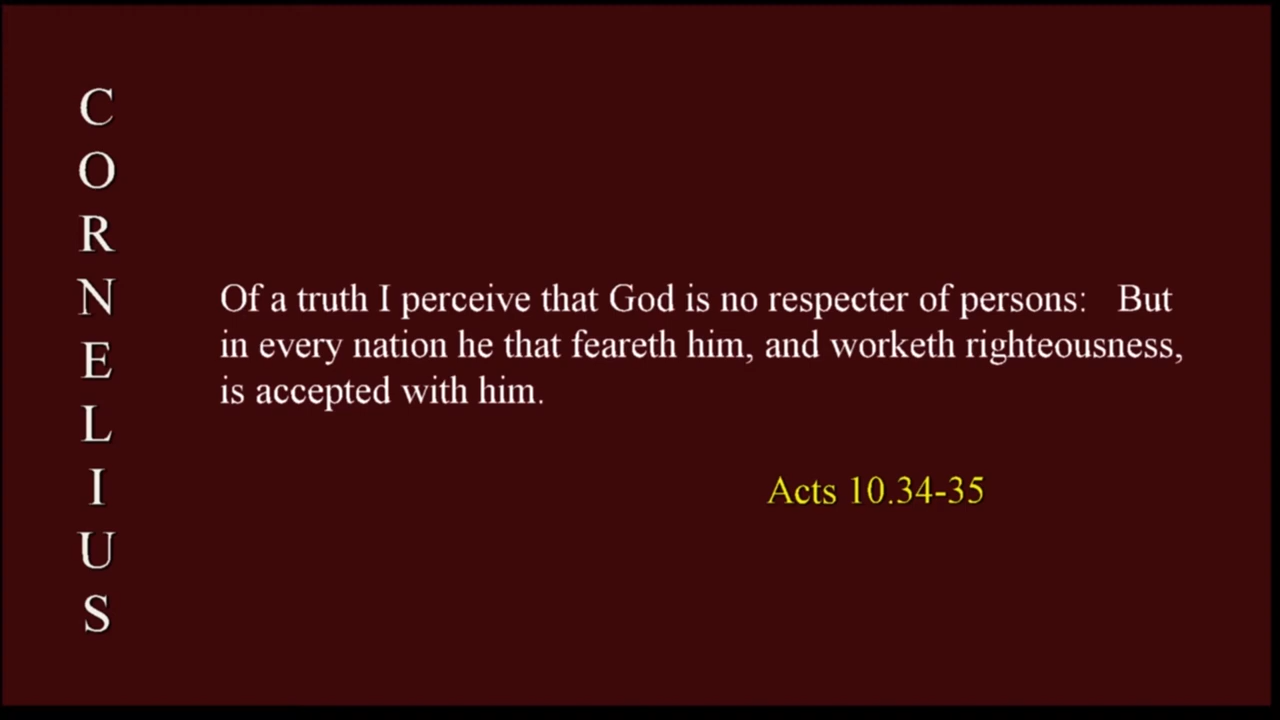 CORNELIUS
Of a truth I perceive that God is no respecter of persons: But
in every nation he that feareth him, and worketh righteousness,
is accepted with him.
Acts 10.34-35